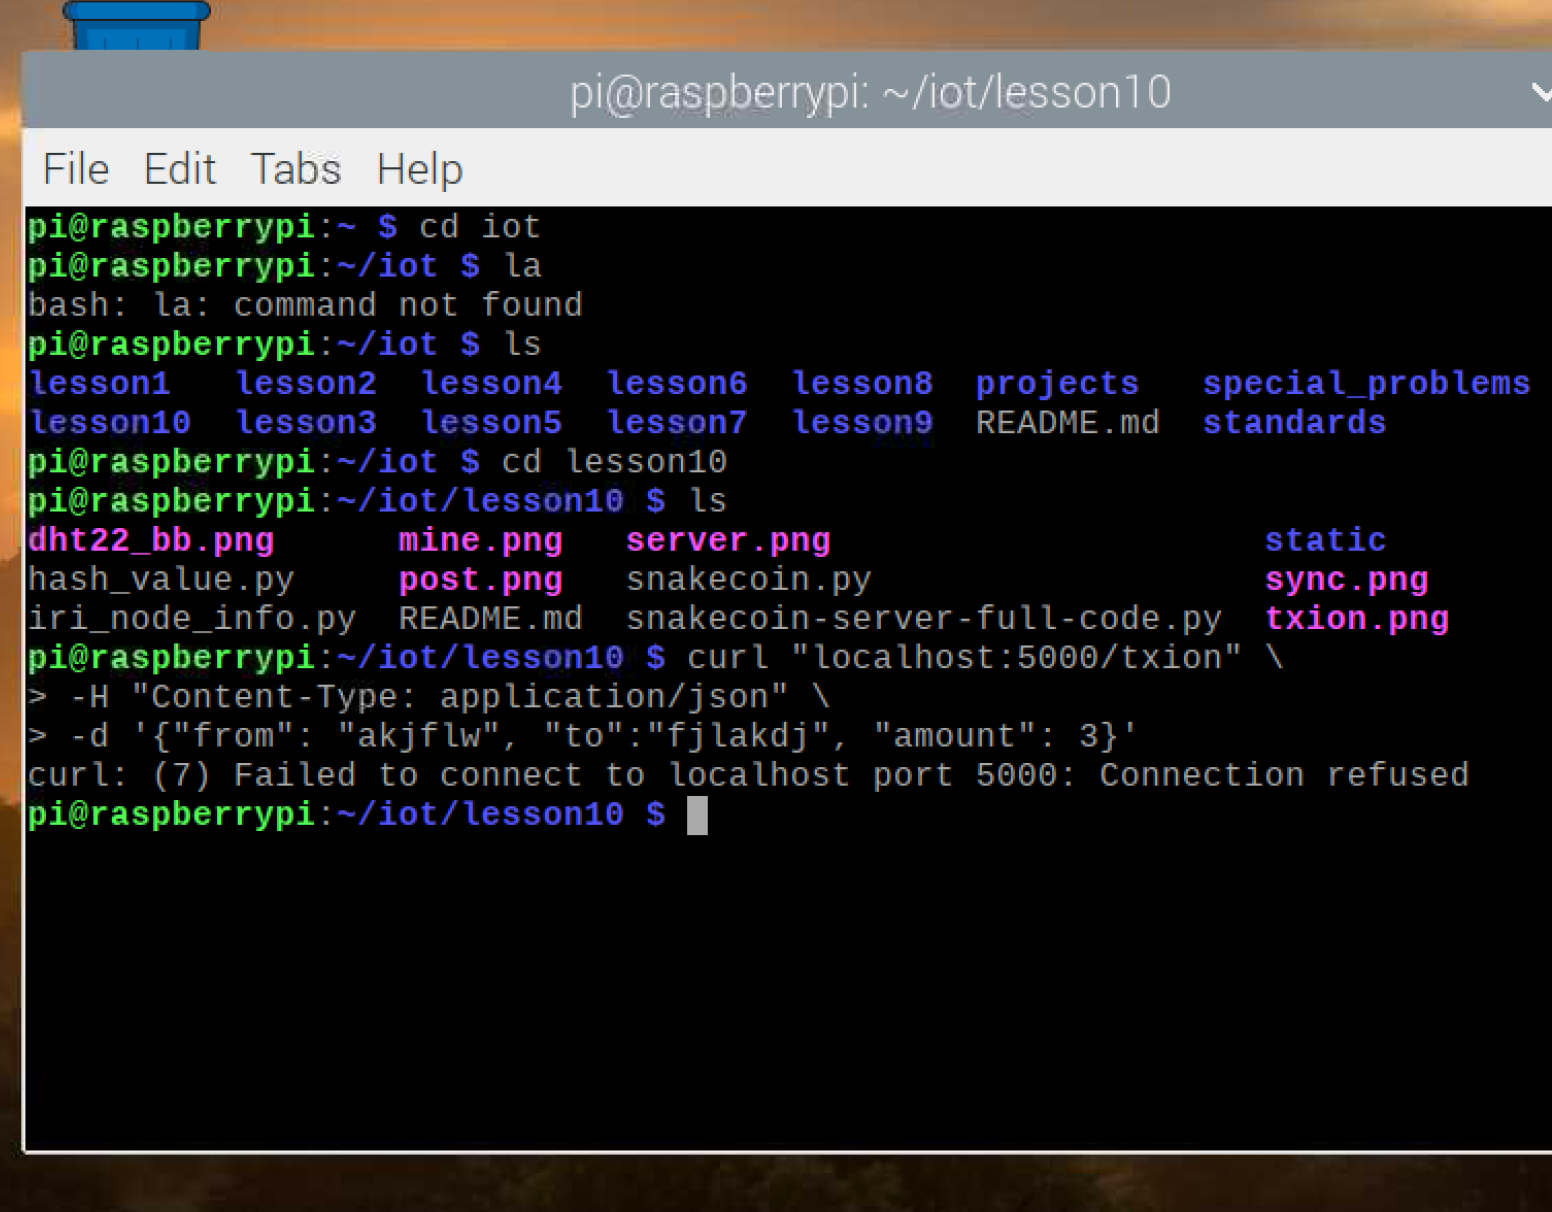 pi@raspberrypi: ~/iot/lesson10
File Edit Tabs Help
pi@raspberrypi:~ $ cd iot
pi@raspberrypi:~/iot $ la
bash: la: command not found
pi@raspberrypi:~/iot $ ls
lesson1 lesson2 lesson4 lesson6 lesson8 projects special_problems
lesson10 lesson3 lesson5 lesson7 lesson9 README.md standards
pi@raspberrypi:~/iot $ cd lesson10
pi@raspberrypi:~/iot/lesson10 $ ls
dht22_bb.png mine.png server.png static
hash_value.py post.png snakecoin.py sync.png
iri_node_info.py README.md snakecoin-server-full-code.py txion.png
pi@raspberrypi:~/iot/lesson10 $ curl "localhost:5000/txion" \
> -H "Content-Type: application/json" \
> -d '{"from": "akjflw", "to":"fjlakdj", "amount": 3}'
curl: (7) Failed to connect to localhost port 5000: Connection refused
pi@raspberrypi:~/iot/lesson10 $